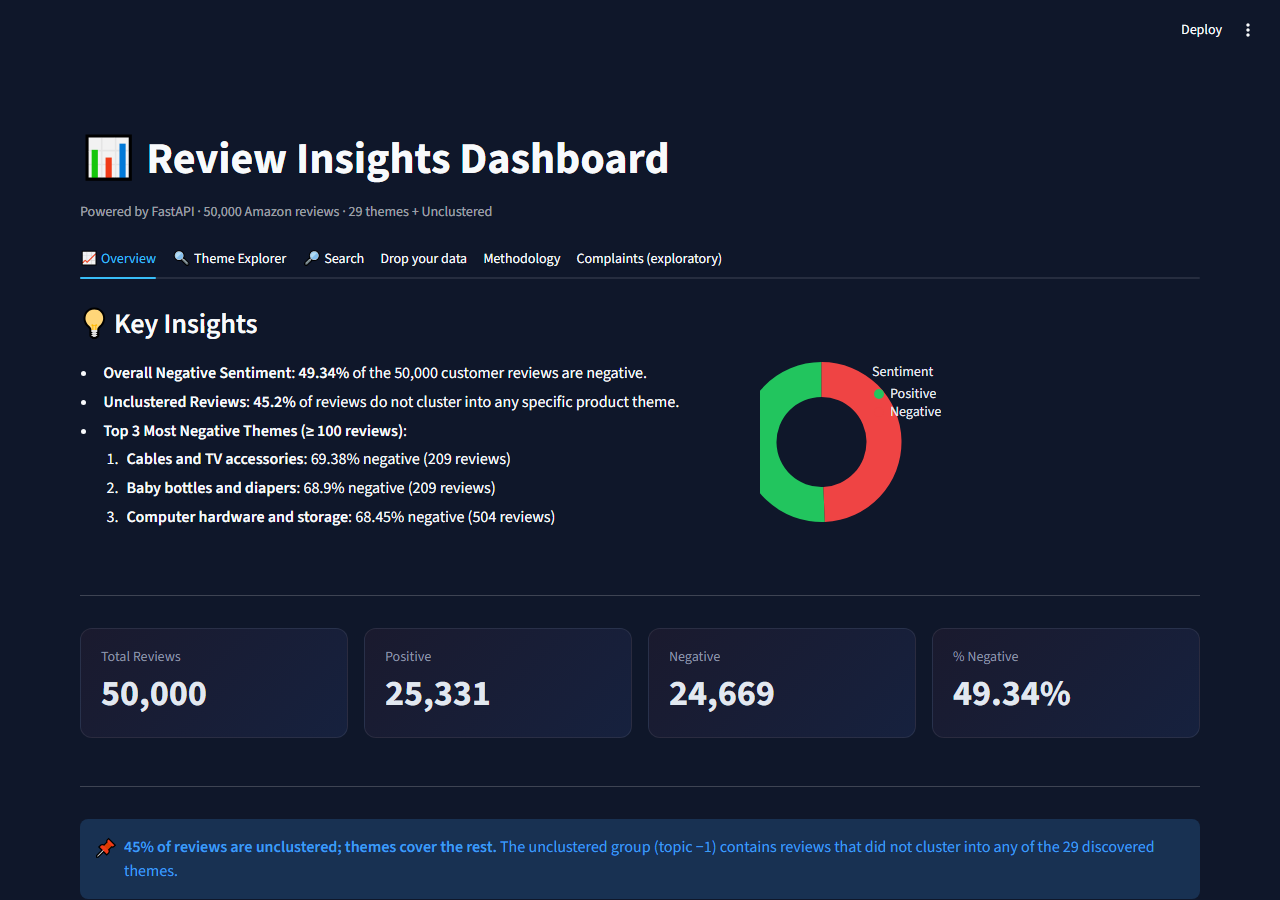 Deploy
Review Insights Dashboard
Powered by FastAPI · 50,000 Amazon reviews · 29 themes + Unclustered
Overview Theme Explorer Search Drop your data Methodology Complaints (exploratory)
Key Insights
• Overall Negative Sentiment: 49.34% of the 50,000 customer reviews are negative.
• Unclustered Reviews: 45.2% of reviews do not cluster into any specific product theme.
• Top 3 Most Negative Themes (≥ 100 reviews):
1. Cables and TV accessories: 69.38% negative (209 reviews)
2. Baby bottles and diapers: 68.9% negative (209 reviews)
3. Computer hardware and storage: 68.45% negative (504 reviews)
Sentiment
Positive
Negative
Total Reviews
50,000
Positive
25,331
Negative
24,669
% Negative
49.34%
45% of reviews are unclustered; themes cover the rest. The unclustered group (topic −1) contains reviews that did not cluster into any of the 29 discovered
themes.